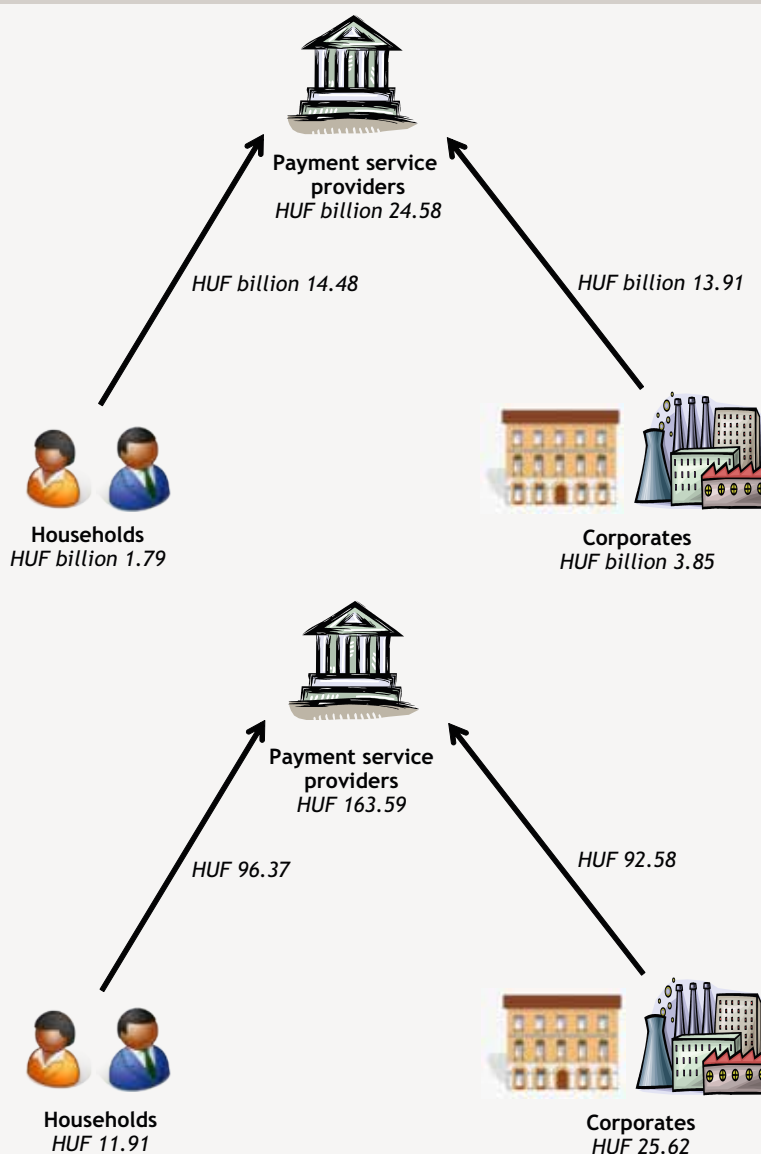 Payment service
providers
HUF billion 24.58
HUF billion 14.48
HUF billion 13.91
Households
HUF billion 1.79
Corporates
HUF billion 3.85
Payment service
providers
HUF 163.59
HUF 96.37
HUF 92.58
Households
HUF 11.91
Corporates
HUF 25.62